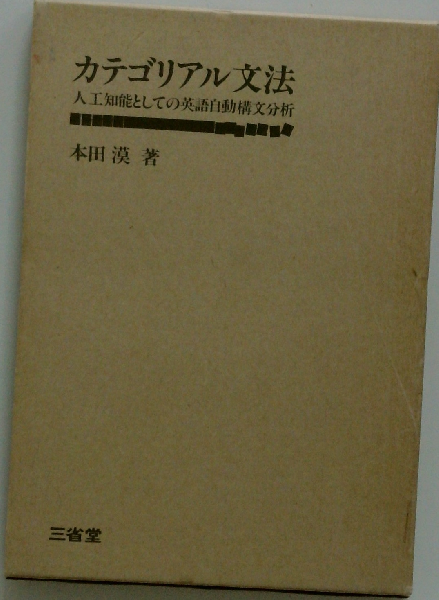 カテゴリアル文法
人工知能としての英語自動構文分析
本田 漠 著
三省堂